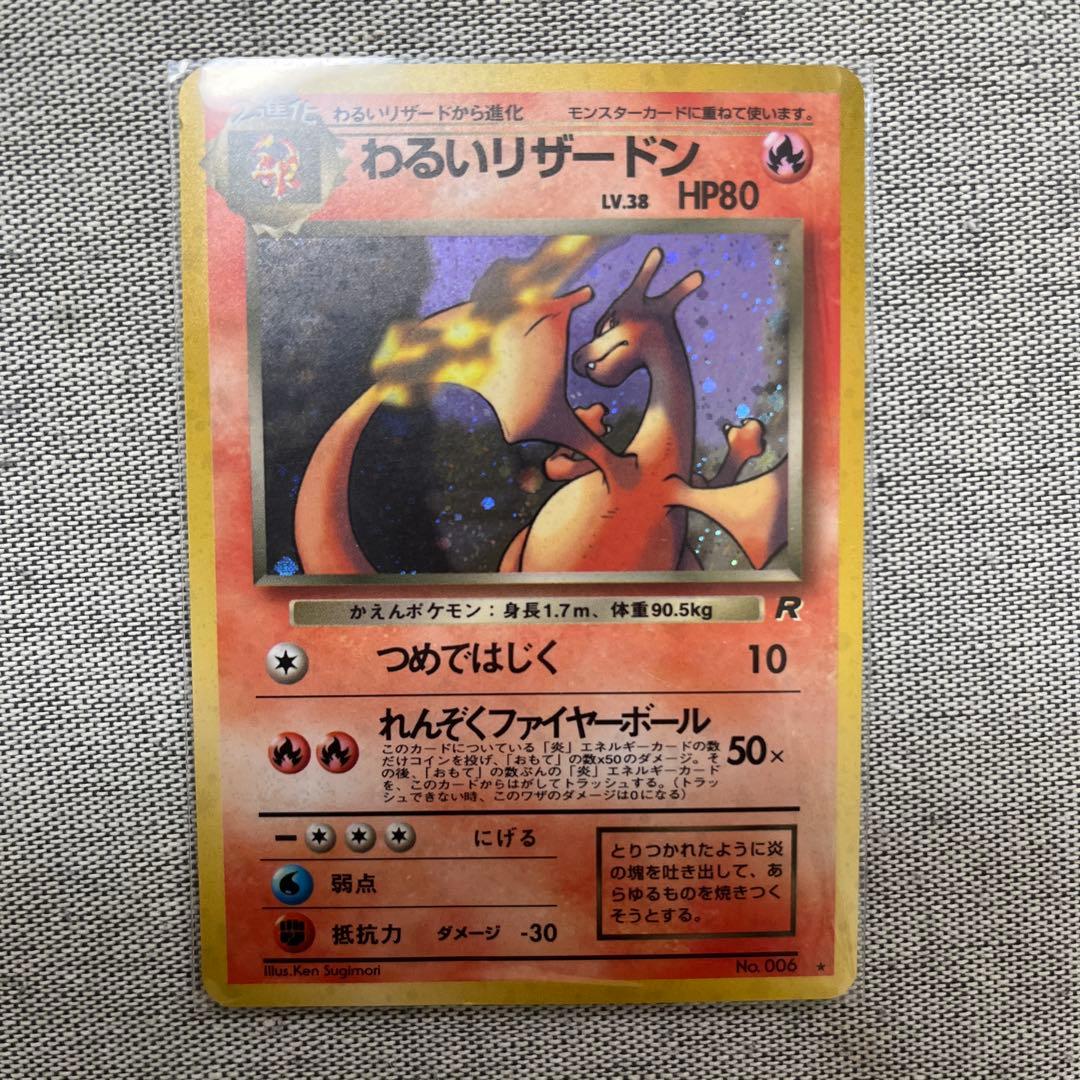 2進化 わるいリザードから進化 モンスターカードに重ねて使います。
わるいリザードン
LV.38 HP80
かえんポケモン：身長1.7m、体重90.5kg R
つめではじく 10
れんぞくファイヤーボール
このカードについている「炎」エネルギーカードの数
だけコインを投げ、「おもて」の数x50のダメージ。そ
の後、「おもて」の数ぶんの「炎」エネルギーカード
を、このカードからはがしてトラッシュする。（トラッ
シュできない時、このワザのダメージは0になる）
50×
にげる
弱点
抵抗力 ダメージ -30
とりつかれたように炎
の塊を吐き出して、あ
らゆるものを焼きつく
そうとする。
Illus.Ken Sugimori No. 006 ★